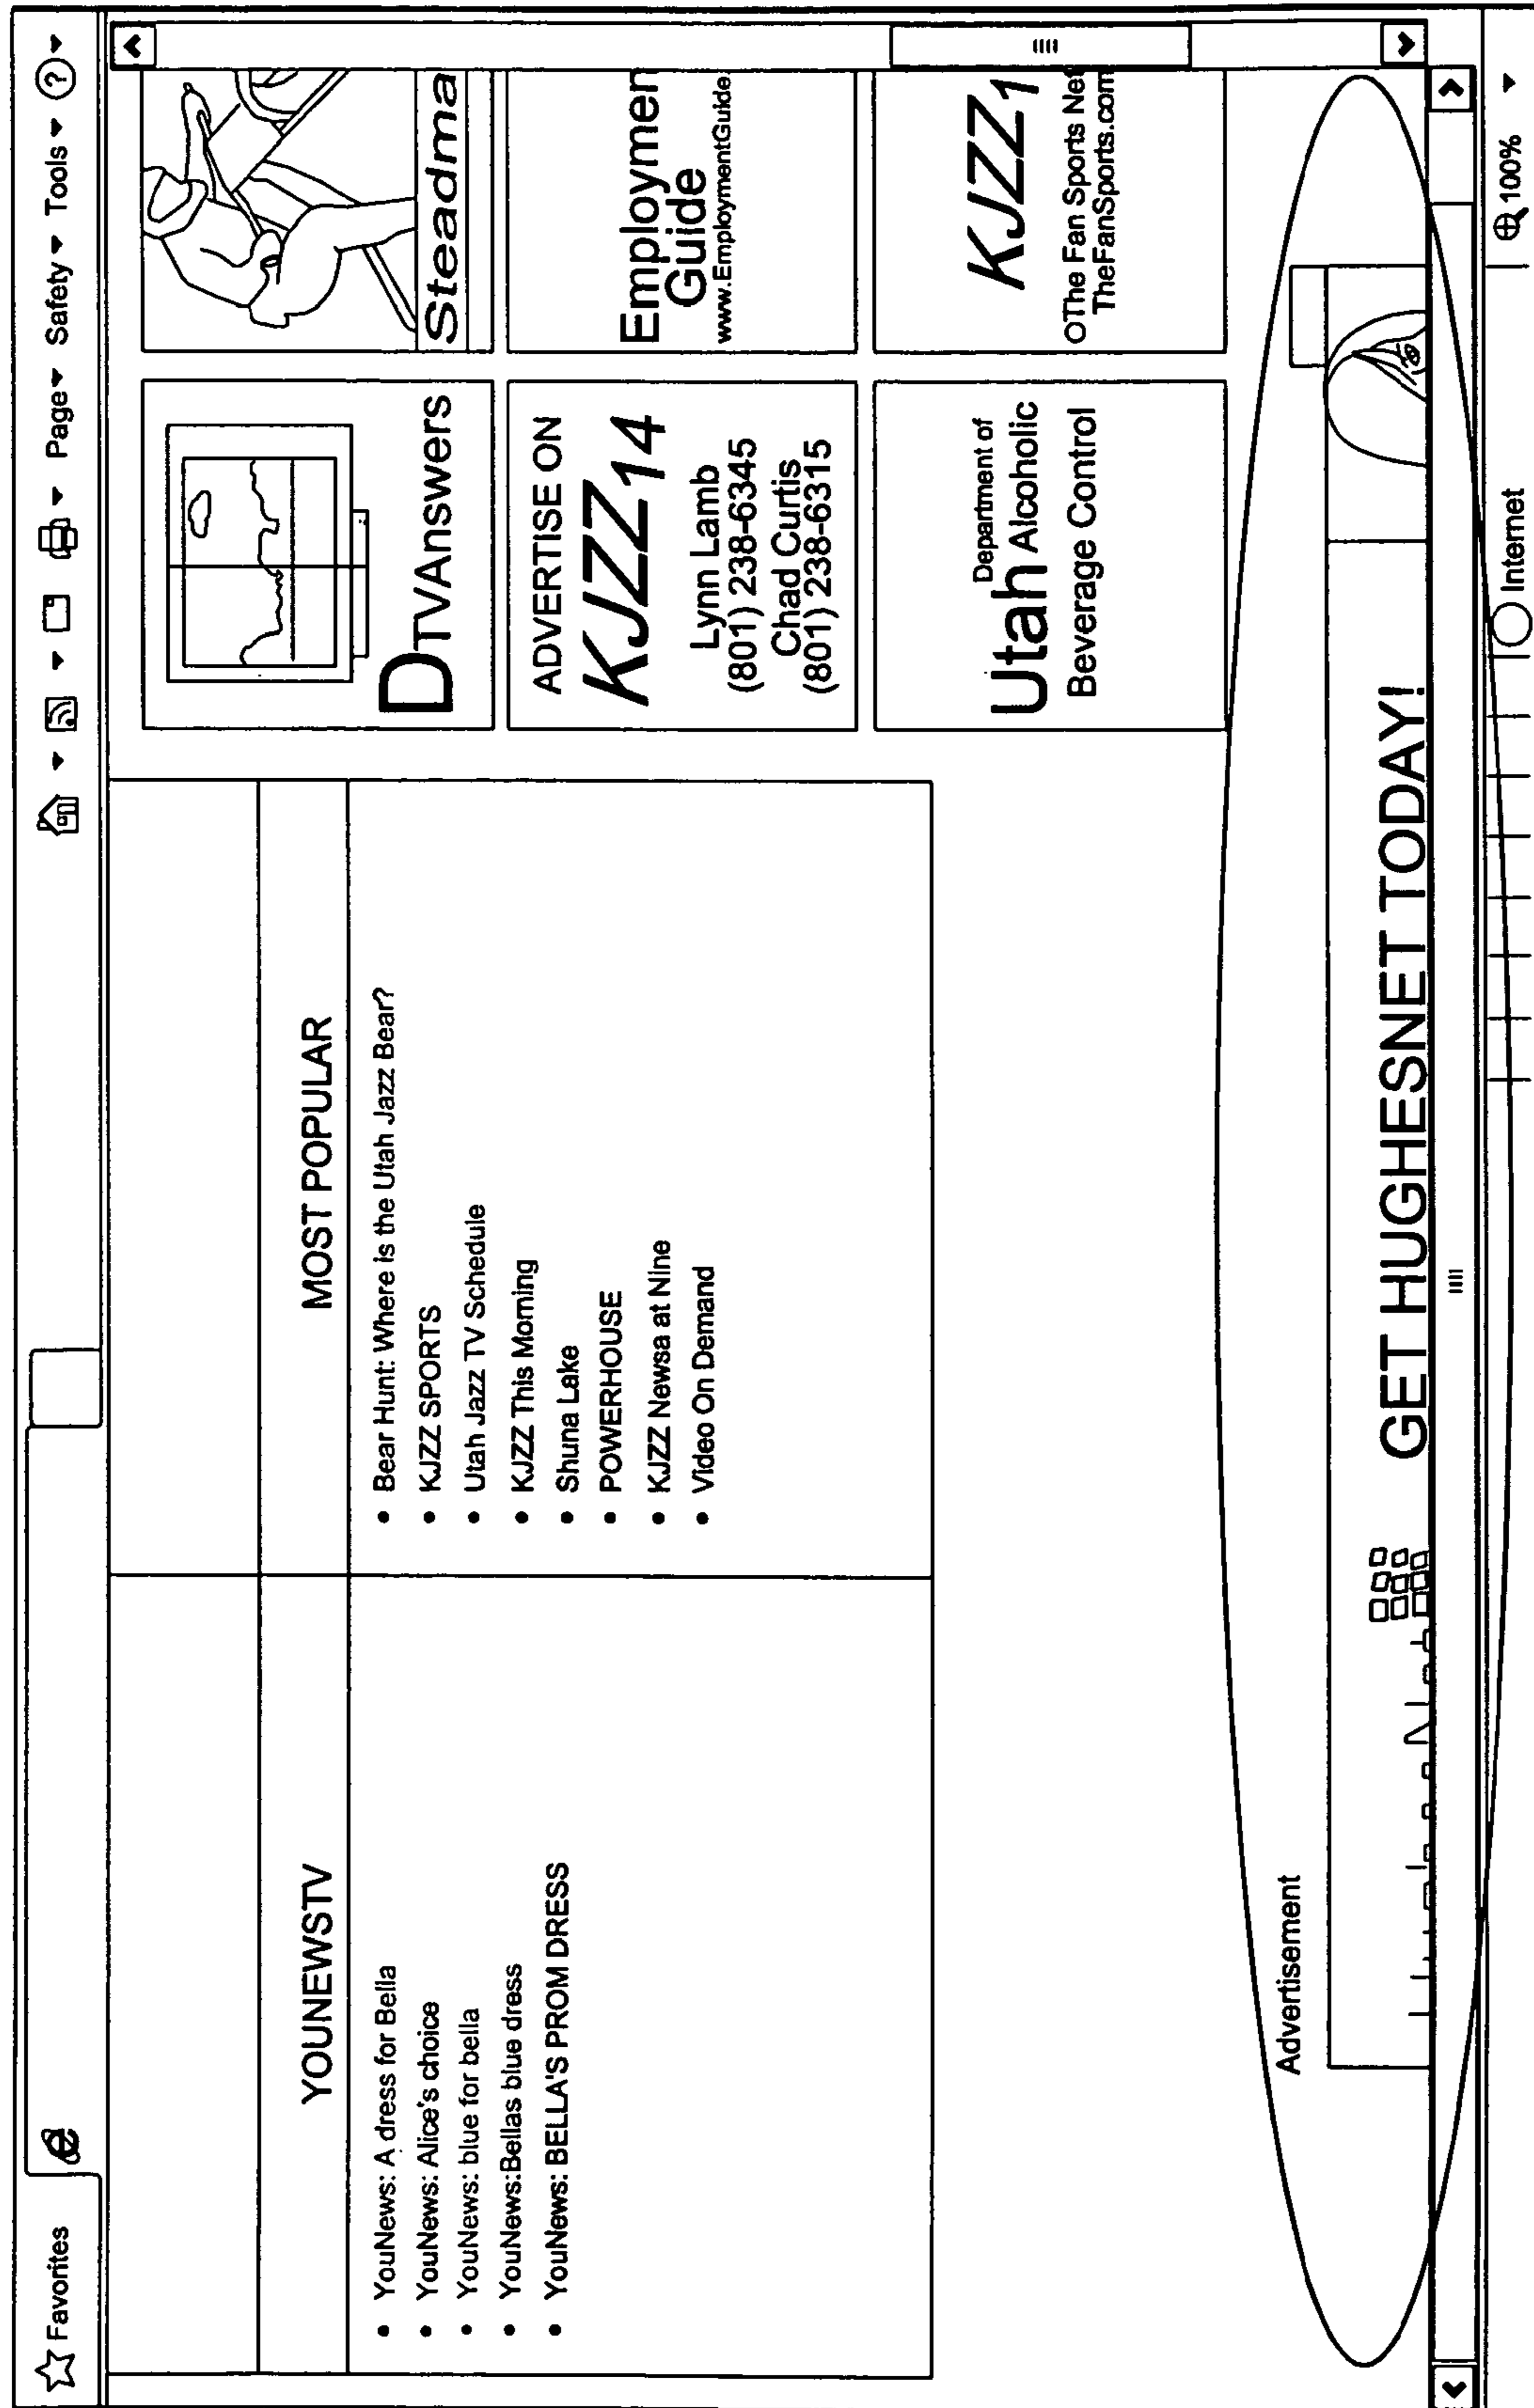 Favorites
Page Safety Tools ?
YOUNEWSTV
YouNews: A dress for Bella
YouNews: Alice's choice
YouNews: blue for bella
YouNews:Bellas blue dress
YouNews: BELLA'S PROM DRESS
MOST POPULAR
Bear Hunt: Where is the Utah Jazz Bear?
KJZZ SPORTS
Utah Jazz TV Schedule
KJZZ This Morning
Shuna Lake
POWERHOUSE
KJZZ Newsa at Nine
Video On Demand
DTVAnswers
Steadma
ADVERTISE ON
KJZZ14
Lynn Lamb
(801) 238-6345
Chad Curtis
(801) 238-6315
Employmen
Guide
www.EmploymentGuide
Department of
Utah Alcoholic
Beverage Control
KJZZ1
OThe Fan Sports Net
TheFanSports.com
Advertisement
GET HUGHESNET TODAY!
Internet
100%